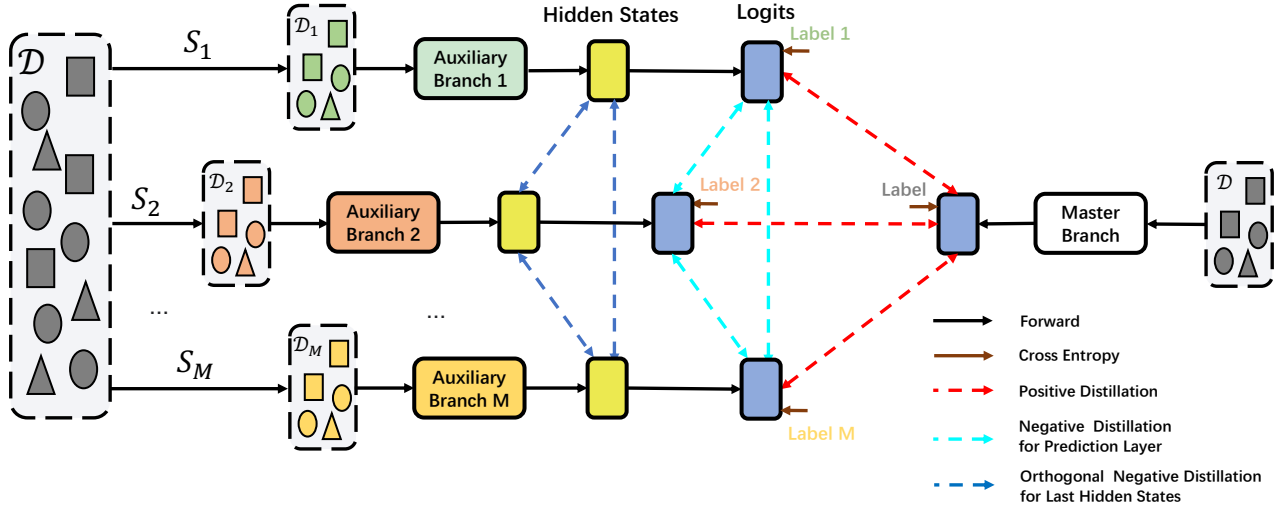 Hidden States
Logits
𝒟
S₁
𝒟₁
Auxiliary
Branch 1
Label 1
S₂
𝒟₂
Auxiliary
Branch 2
Label 2
Label
Master
Branch
𝒟
...
...
S_M
𝒟_M
Auxiliary
Branch M
Label M
Forward
Cross Entropy
Positive Distillation
Negative Distillation
for Prediction Layer
Orthogonal Negative Distillation
for Last Hidden States